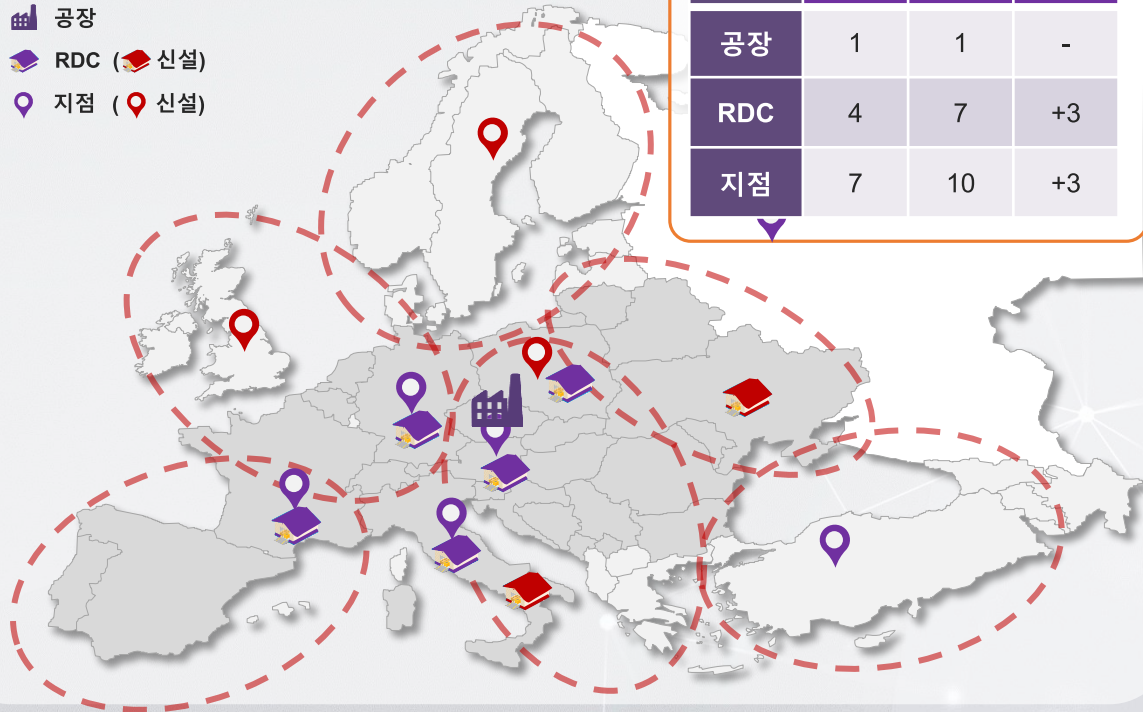 공장
RDC ( 신설)
지점 ( 신설)
공장 1 1 -
RDC 4 7 +3
지점 7 10 +3